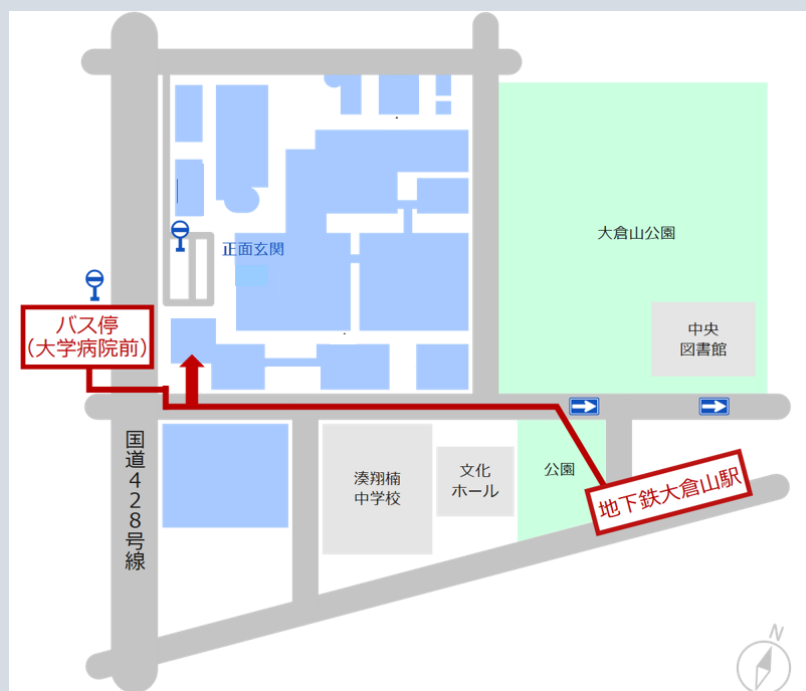 大倉山公園
正面玄関
バス停
(大学病院前)
中央
図書館
国道428号線
湊翔楠
中学校
文化
ホール
公園
地下鉄大倉山駅
N